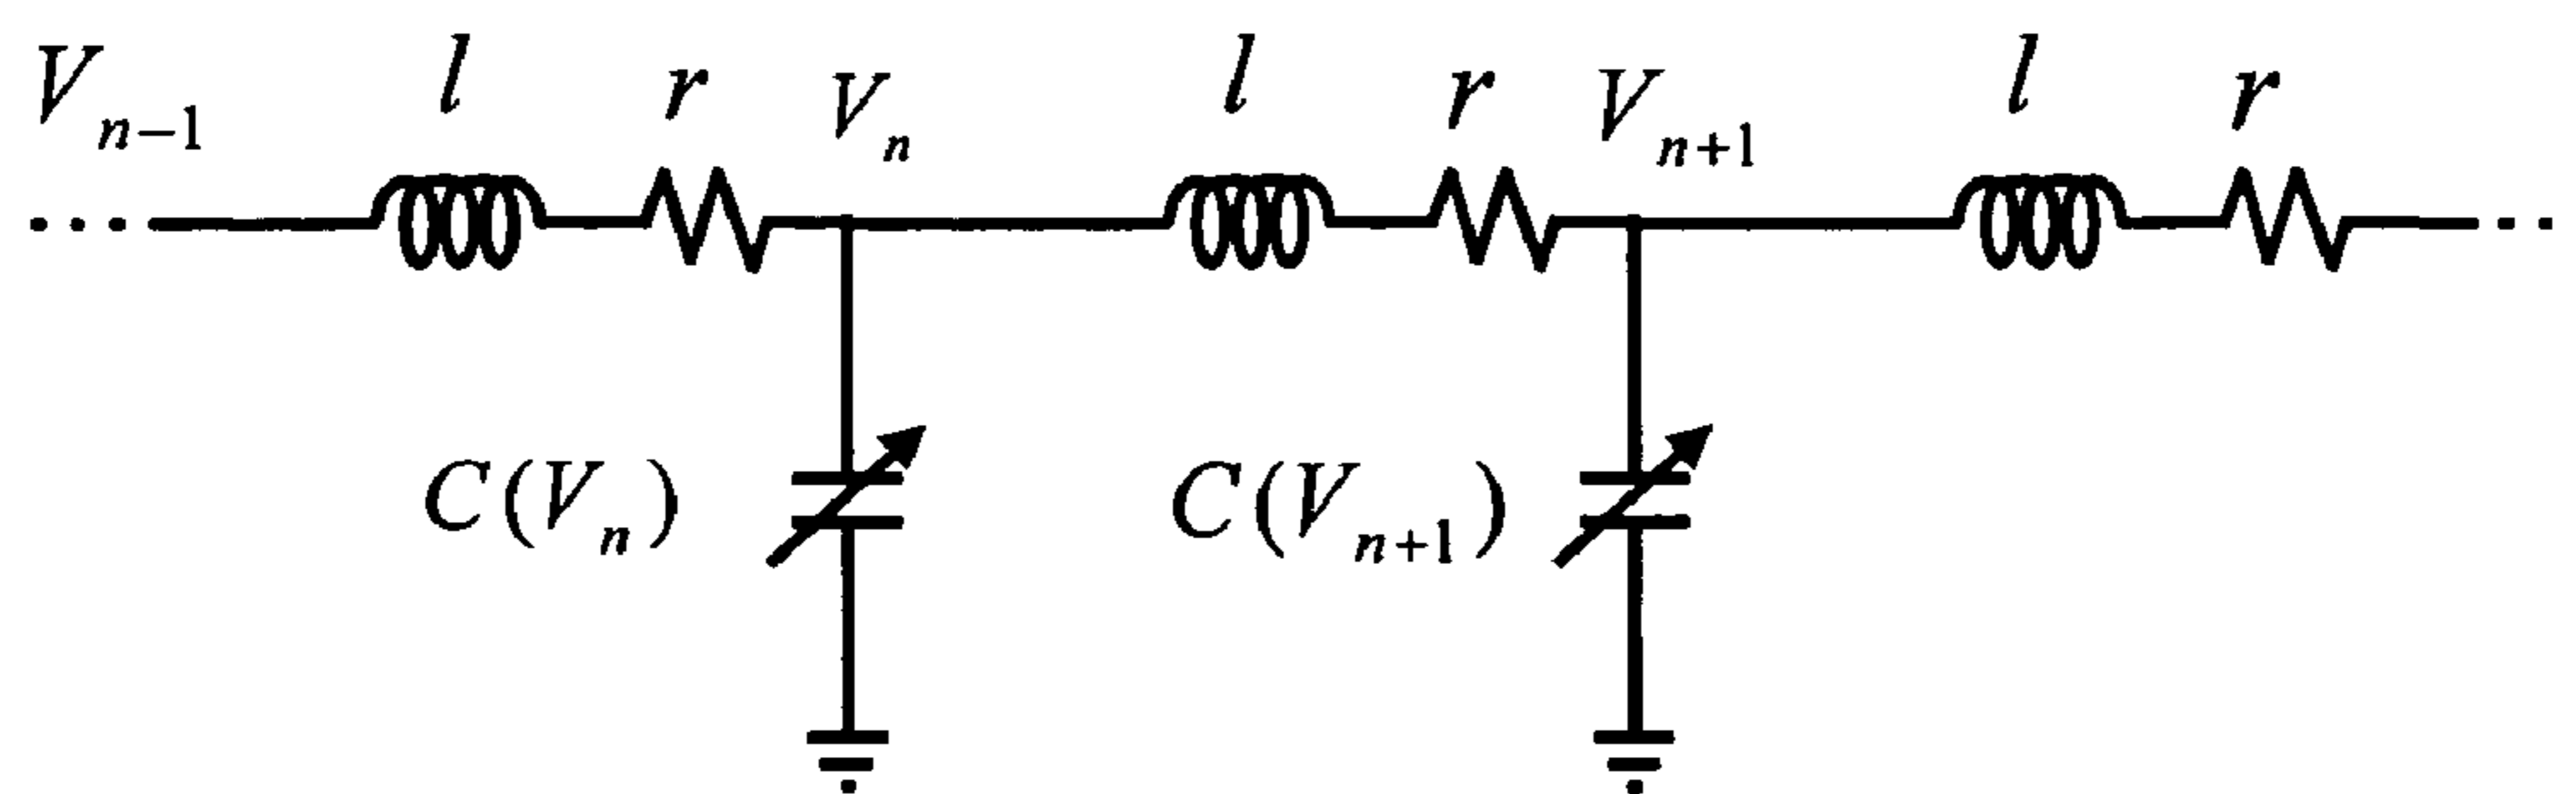 V_{n-1} l r V_n l r V_{n+1} l r
C(V_n) C(V_{n+1})